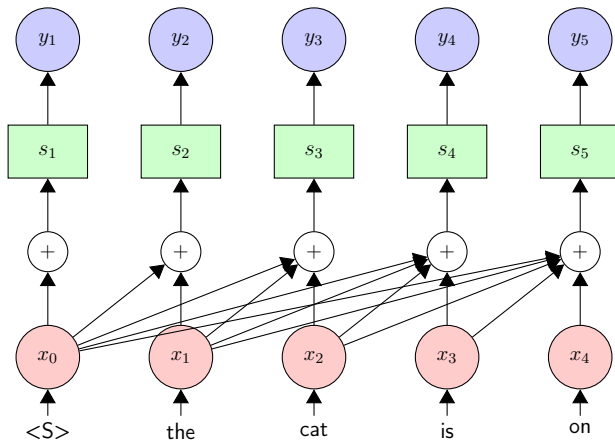 y₁ y₂ y₃ y₄ y₅
s₁ s₂ s₃ s₄ s₅
+ + + + +
x₀ x₁ x₂ x₃ x₄
<S> the cat is on